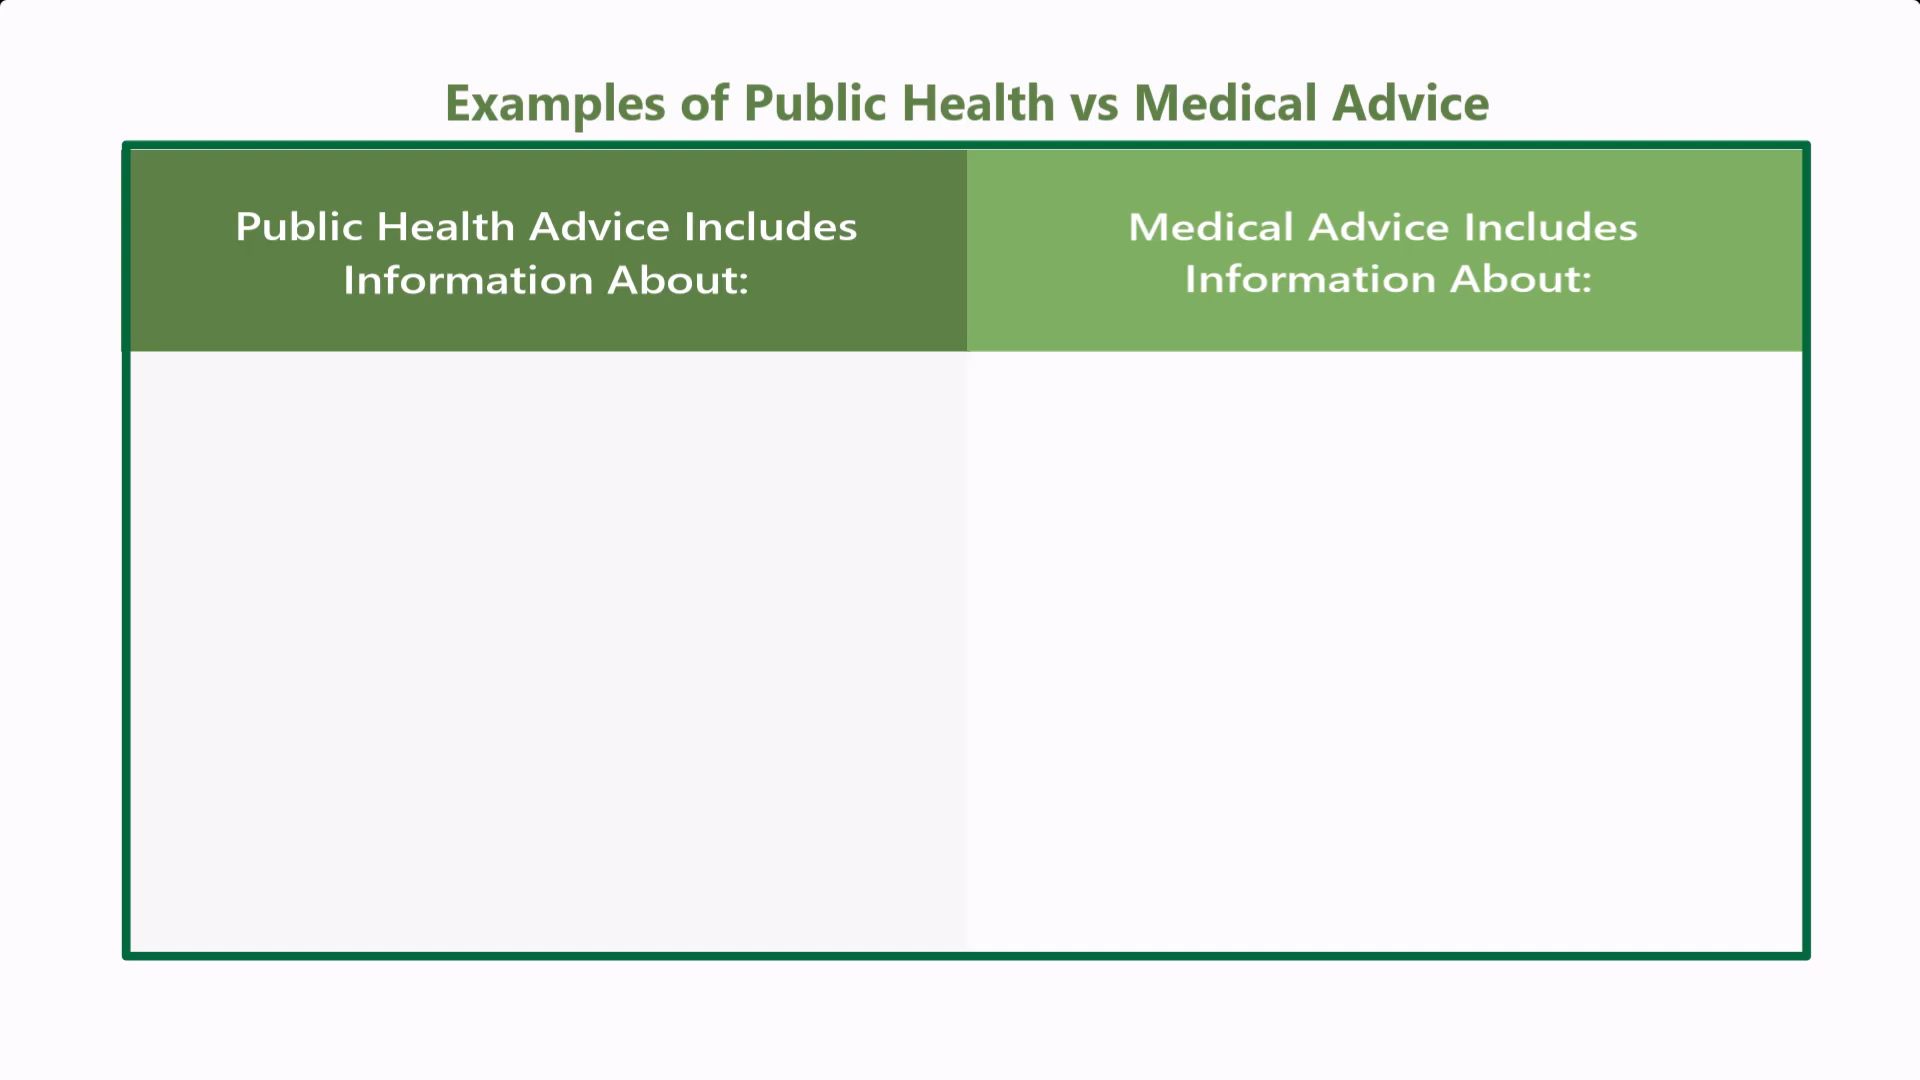 Examples of Public Health vs Medical Advice
Public Health Advice Includes
Information About:
Medical Advice Includes
Information About: